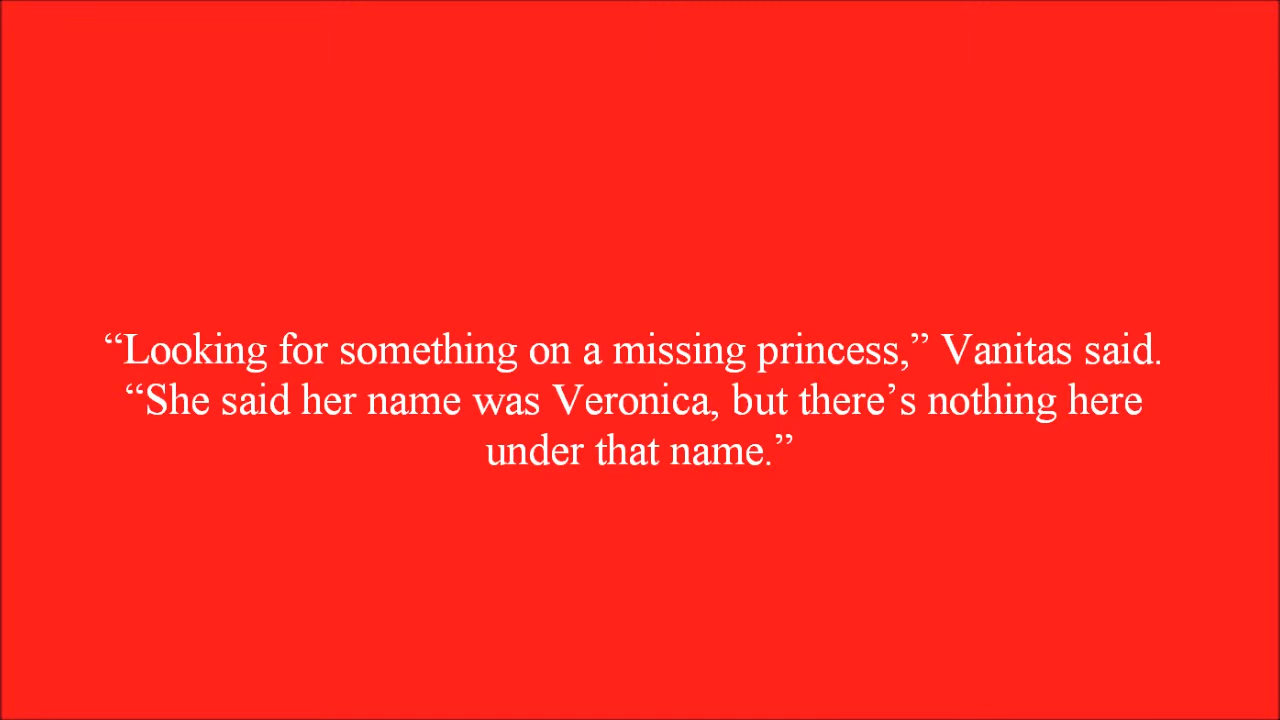 “Looking for something on a missing princess,” Vanitas said.
“She said her name was Veronica, but there’s nothing here
under that name.”